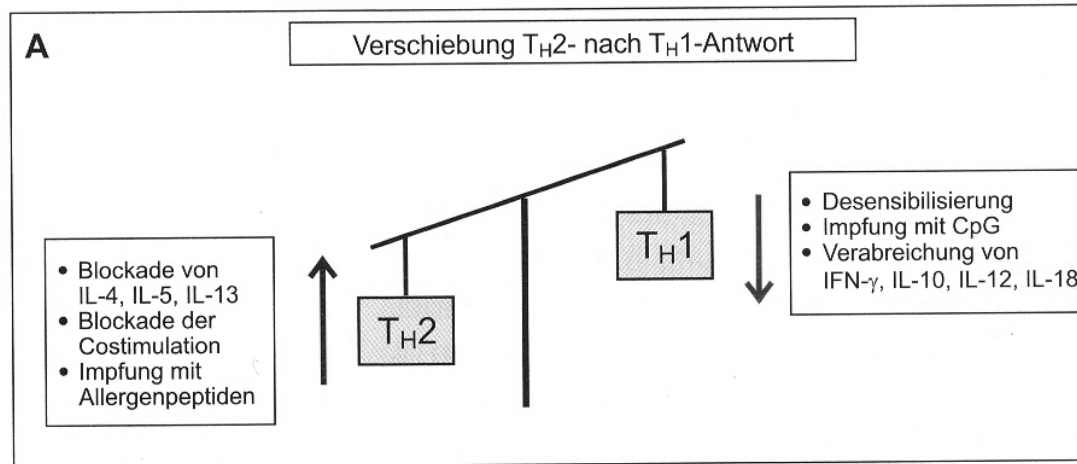 A
Verschiebung TH2- nach TH1-Antwort
• Blockade von
IL-4, IL-5, IL-13
• Blockade der
Costimulation
• Impfung mit
Allergenpeptiden
TH2
TH1
• Desensibilisierung
• Impfung mit CpG
• Verabreichung von
IFN-γ, IL-10, IL-12, IL-18